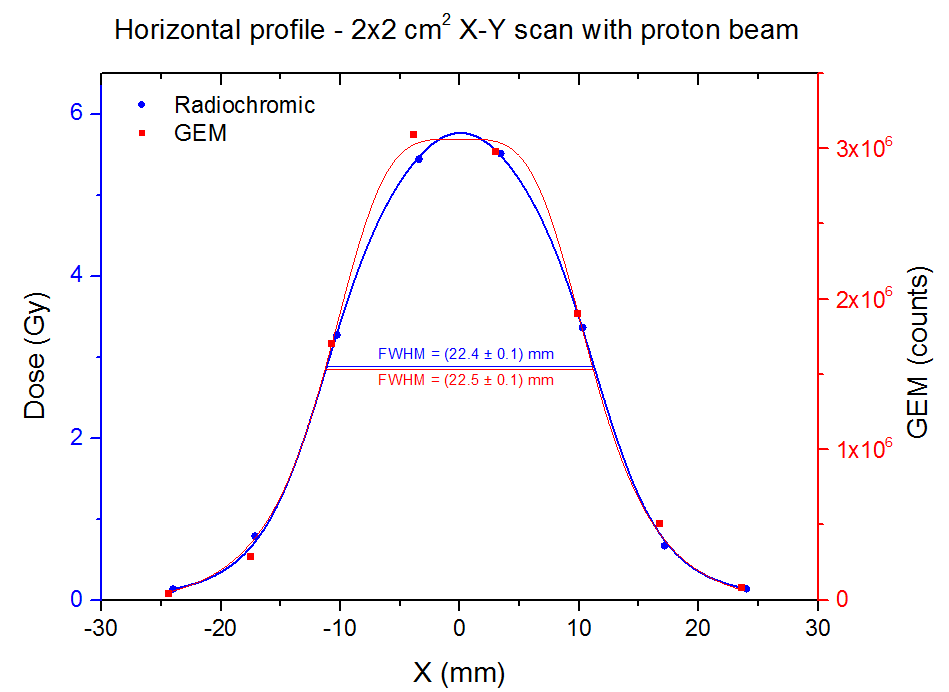 Horizontal profile - 2x2 cm² X-Y scan with proton beam
Radiochromic
GEM
6
4
2
0
Dose (Gy)
3x10⁶
2x10⁶
1x10⁶
0
GEM (counts)
FWHM = (22.4 ± 0.1) mm
FWHM = (22.5 ± 0.1) mm
-30 -20 -10 0 10 20 30
X (mm)